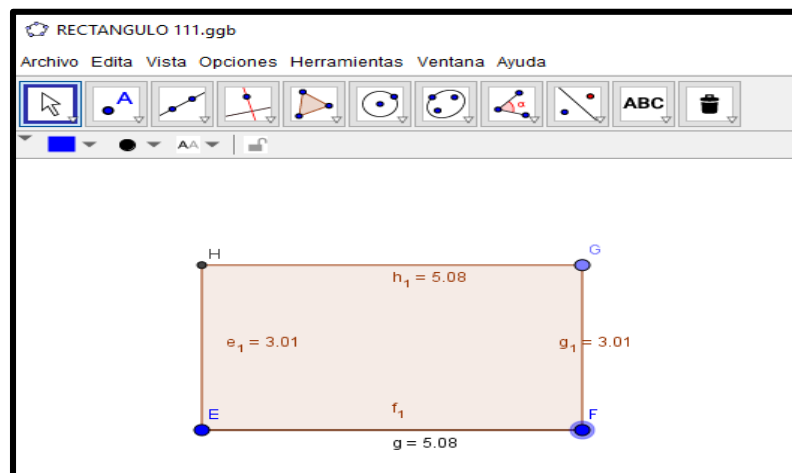 RECTANGULO 111.ggb
Archivo Edita Vista Opciones Herramientas Ventana Ayuda
A α ABC
AA
H G
h₁ = 5.08
e₁ = 3.01 g₁ = 3.01
E f₁ F
g = 5.08